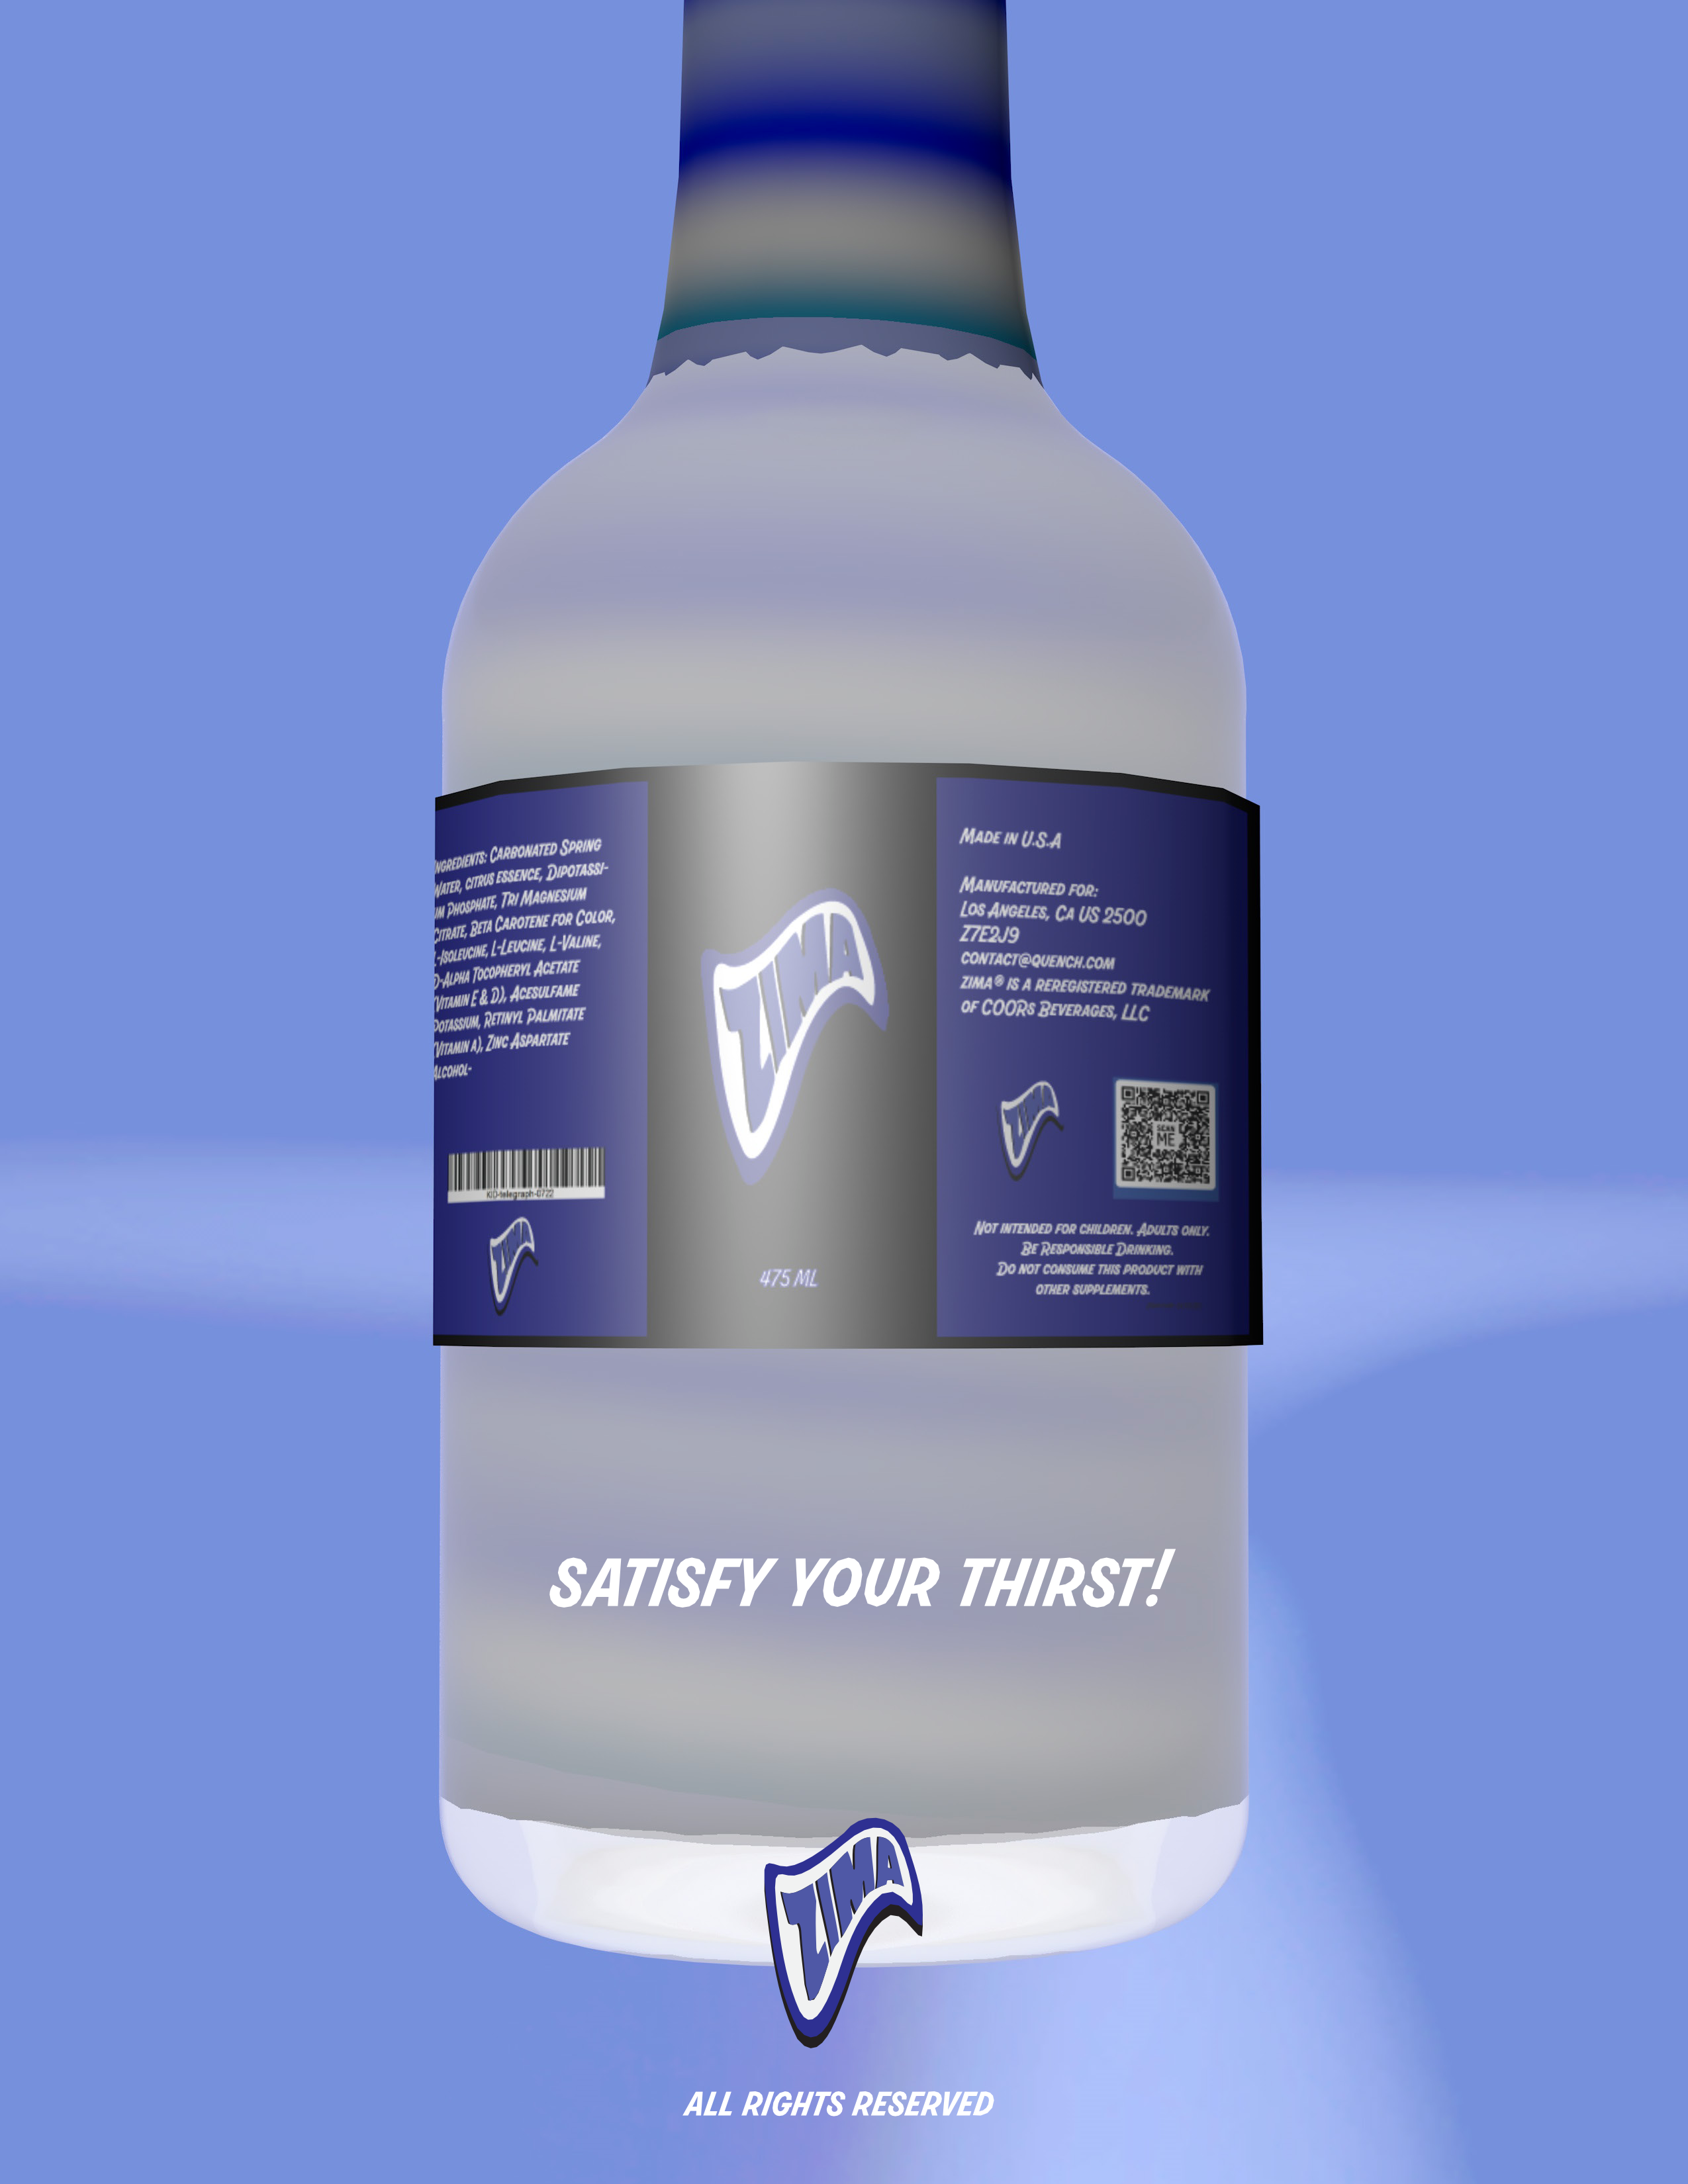 Ingredients: Carbonated Spring
Water, citrus essence, Dipotassi-
um Phosphate, Tri Magnesium
Citrate, Beta Carotene for Color,
L-Isoleucine, L-Leucine, L-Valine,
D-Alpha Tocopheryl Acetate
(Vitamin E & D), Acesulfame
Potassium, Retinyl Palmitate
(Vitamin A), Zinc Aspartate
Alcohol-
KID-telegraph-0722
ZIMA
ZIMA
475 ML
Made in U.S.A
Manufactured for:
Los Angeles, Ca US 2500
Z7E2J9
contact@quench.com
zima® is a reregistered trademark
of COORs Beverages, LLC
ZIMA
SCAN
ME
Not intended for children. Adults only.
Be Responsible Drinking.
Do not consume this product with
other supplements.
SATISFY YOUR THIRST!
ZIMA
ALL RIGHTS RESERVED